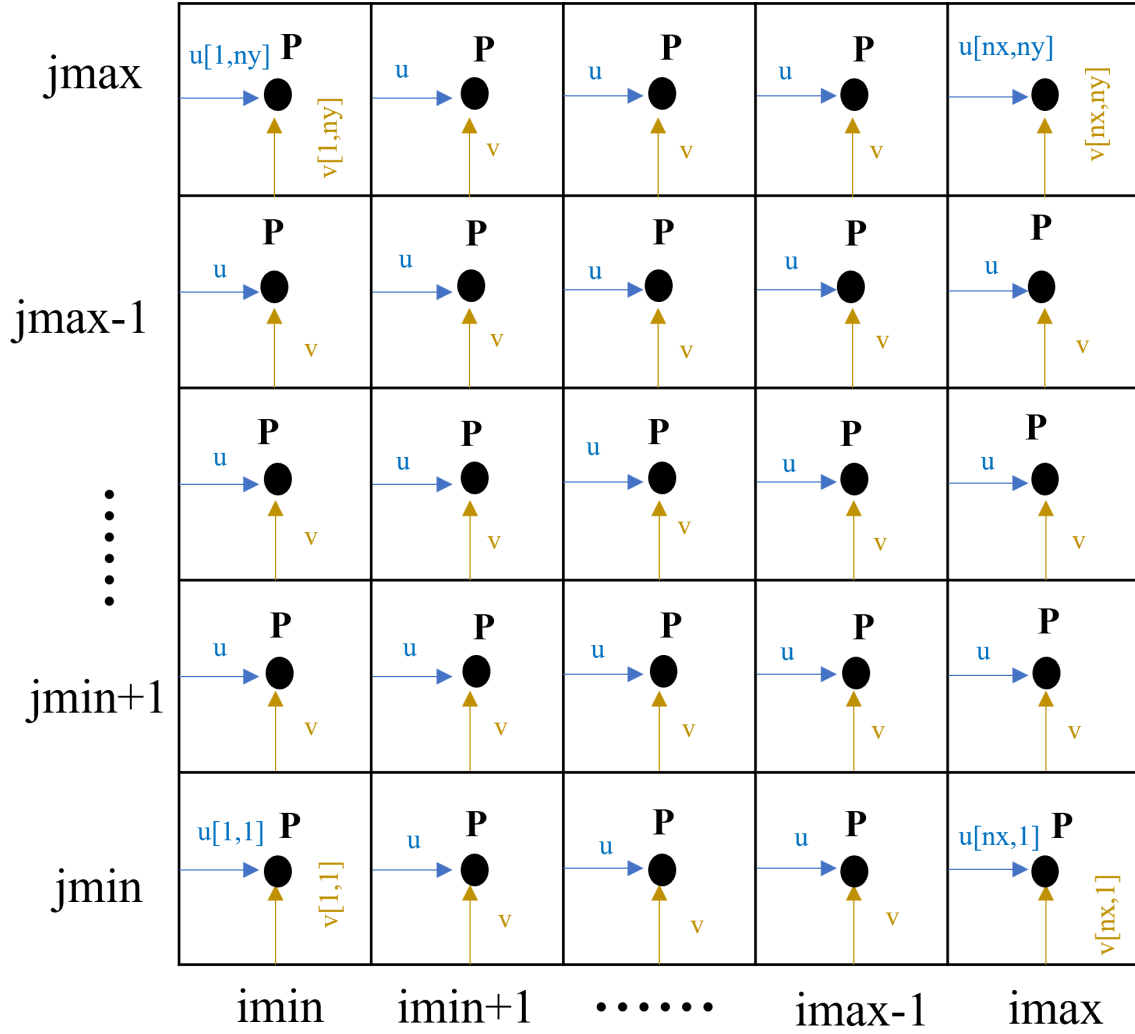 P P P P
u[1,ny] u u u u[nx,ny]
jmax
v[1,ny] v v v v[nx,ny]
P P P P P
u u u u u
jmax-1
v v v v v
P P P P P
u u u u u
v v v v v
P P P P P
u u u u u
jmin+1
v v v v v
P P P P P
u[1,1] u u u u[nx,1]
jmin
v[1,1] v v v v[nx,1]
imin imin+1 ...... imax-1 imax